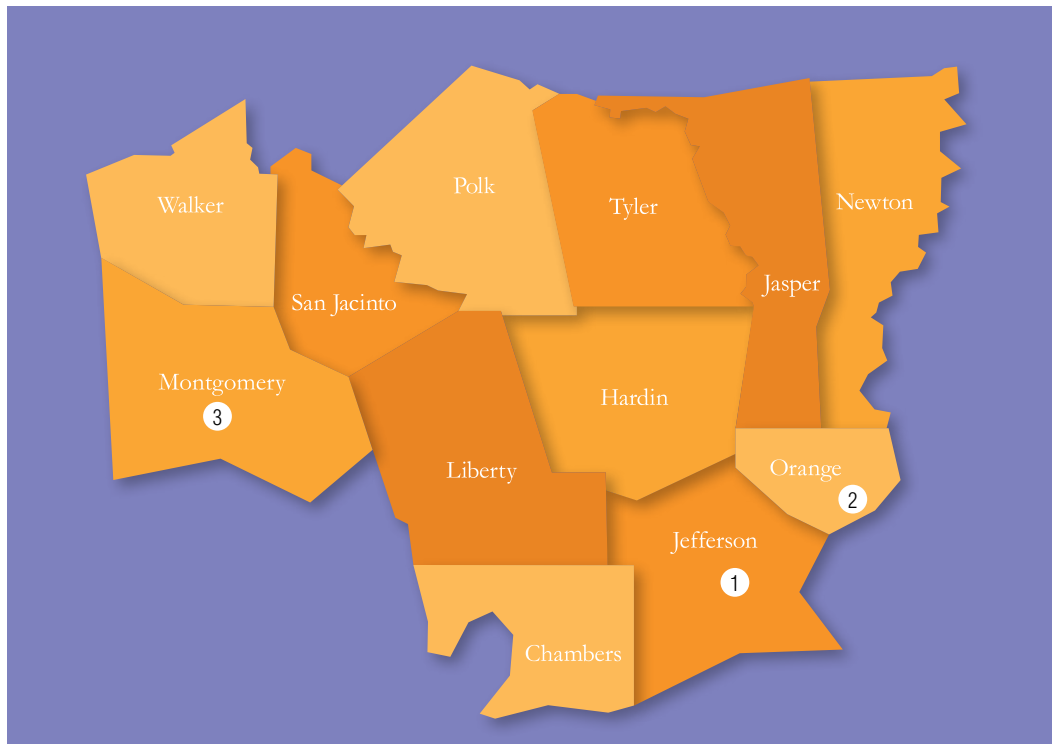 Polk
Walker
Newton
Tyler
Jasper
San Jacinto
Montgomery
3
Hardin
Liberty
Orange
2
Jefferson
1
Chambers